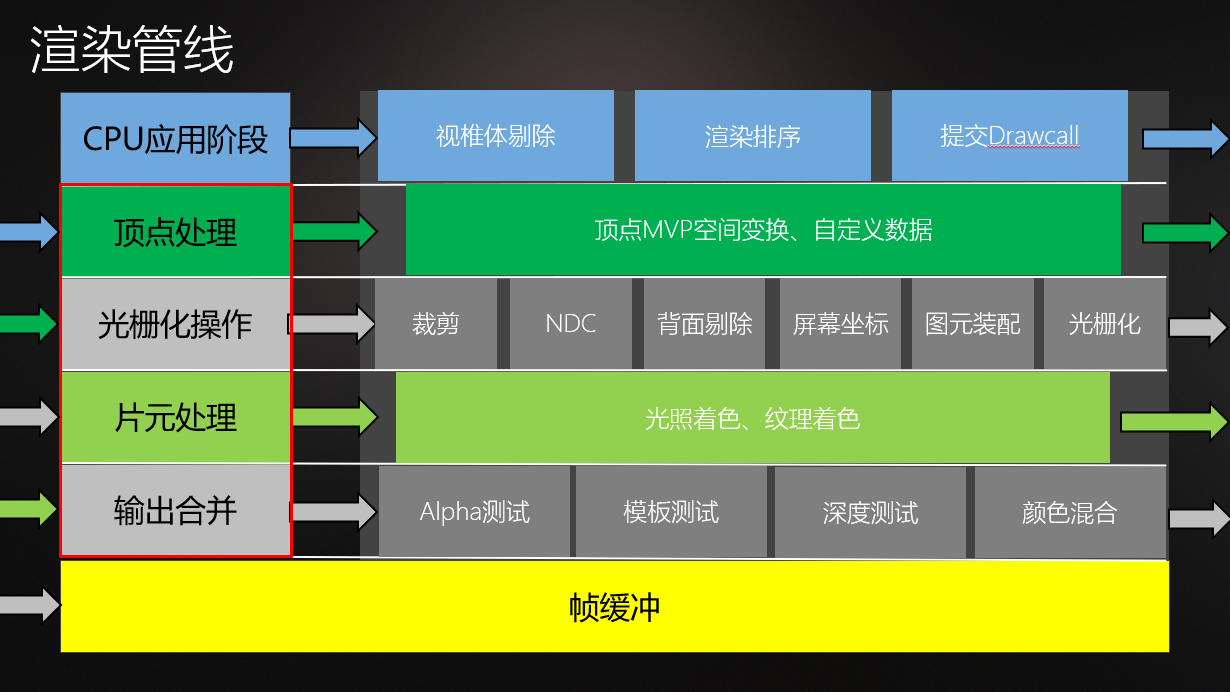 渲染管线
CPU应用阶段
视椎体剔除
渲染排序
提交Drawcall
顶点处理
顶点MVP空间变换、自定义数据
光栅化操作
裁剪
NDC
背面剔除
屏幕坐标
图元装配
光栅化
片元处理
光照着色、纹理着色
输出合并
Alpha测试
模板测试
深度测试
颜色混合
帧缓冲